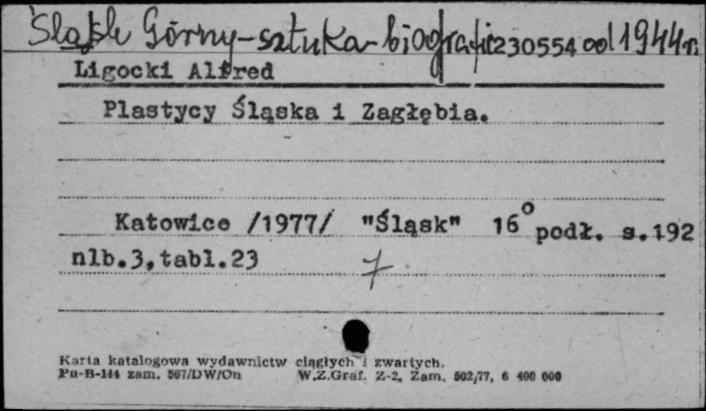 Śląsk Górny-sztuka-biografie 230554 od 1944r.
Ligocki Alfred
Plastycy Śląska i Zagłębia.
Katowice /1977/ "Śląsk" 16° podł. s.192
nlb.3,tabl.23 7
Karta katalogowa wydawnictw ciągłych i zwartych.
Pu-B-144 zam. 567/DW/On W.Z.Graf. Z-2, Zam. 502/77, 6 400 000